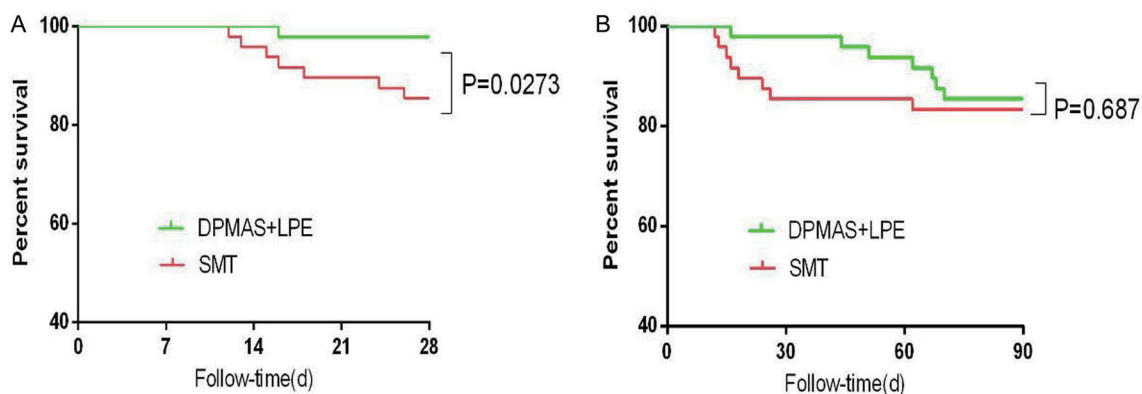 A
Percent survival
100
80
60
40
DPMAS+LPE
SMT
P=0.0273
0 7 14 21 28
Follow-time(d)
B
Percent survival
100
80
60
40
DPMAS+LPE
SMT
P=0.687
0 30 60 90
Follow-time(d)